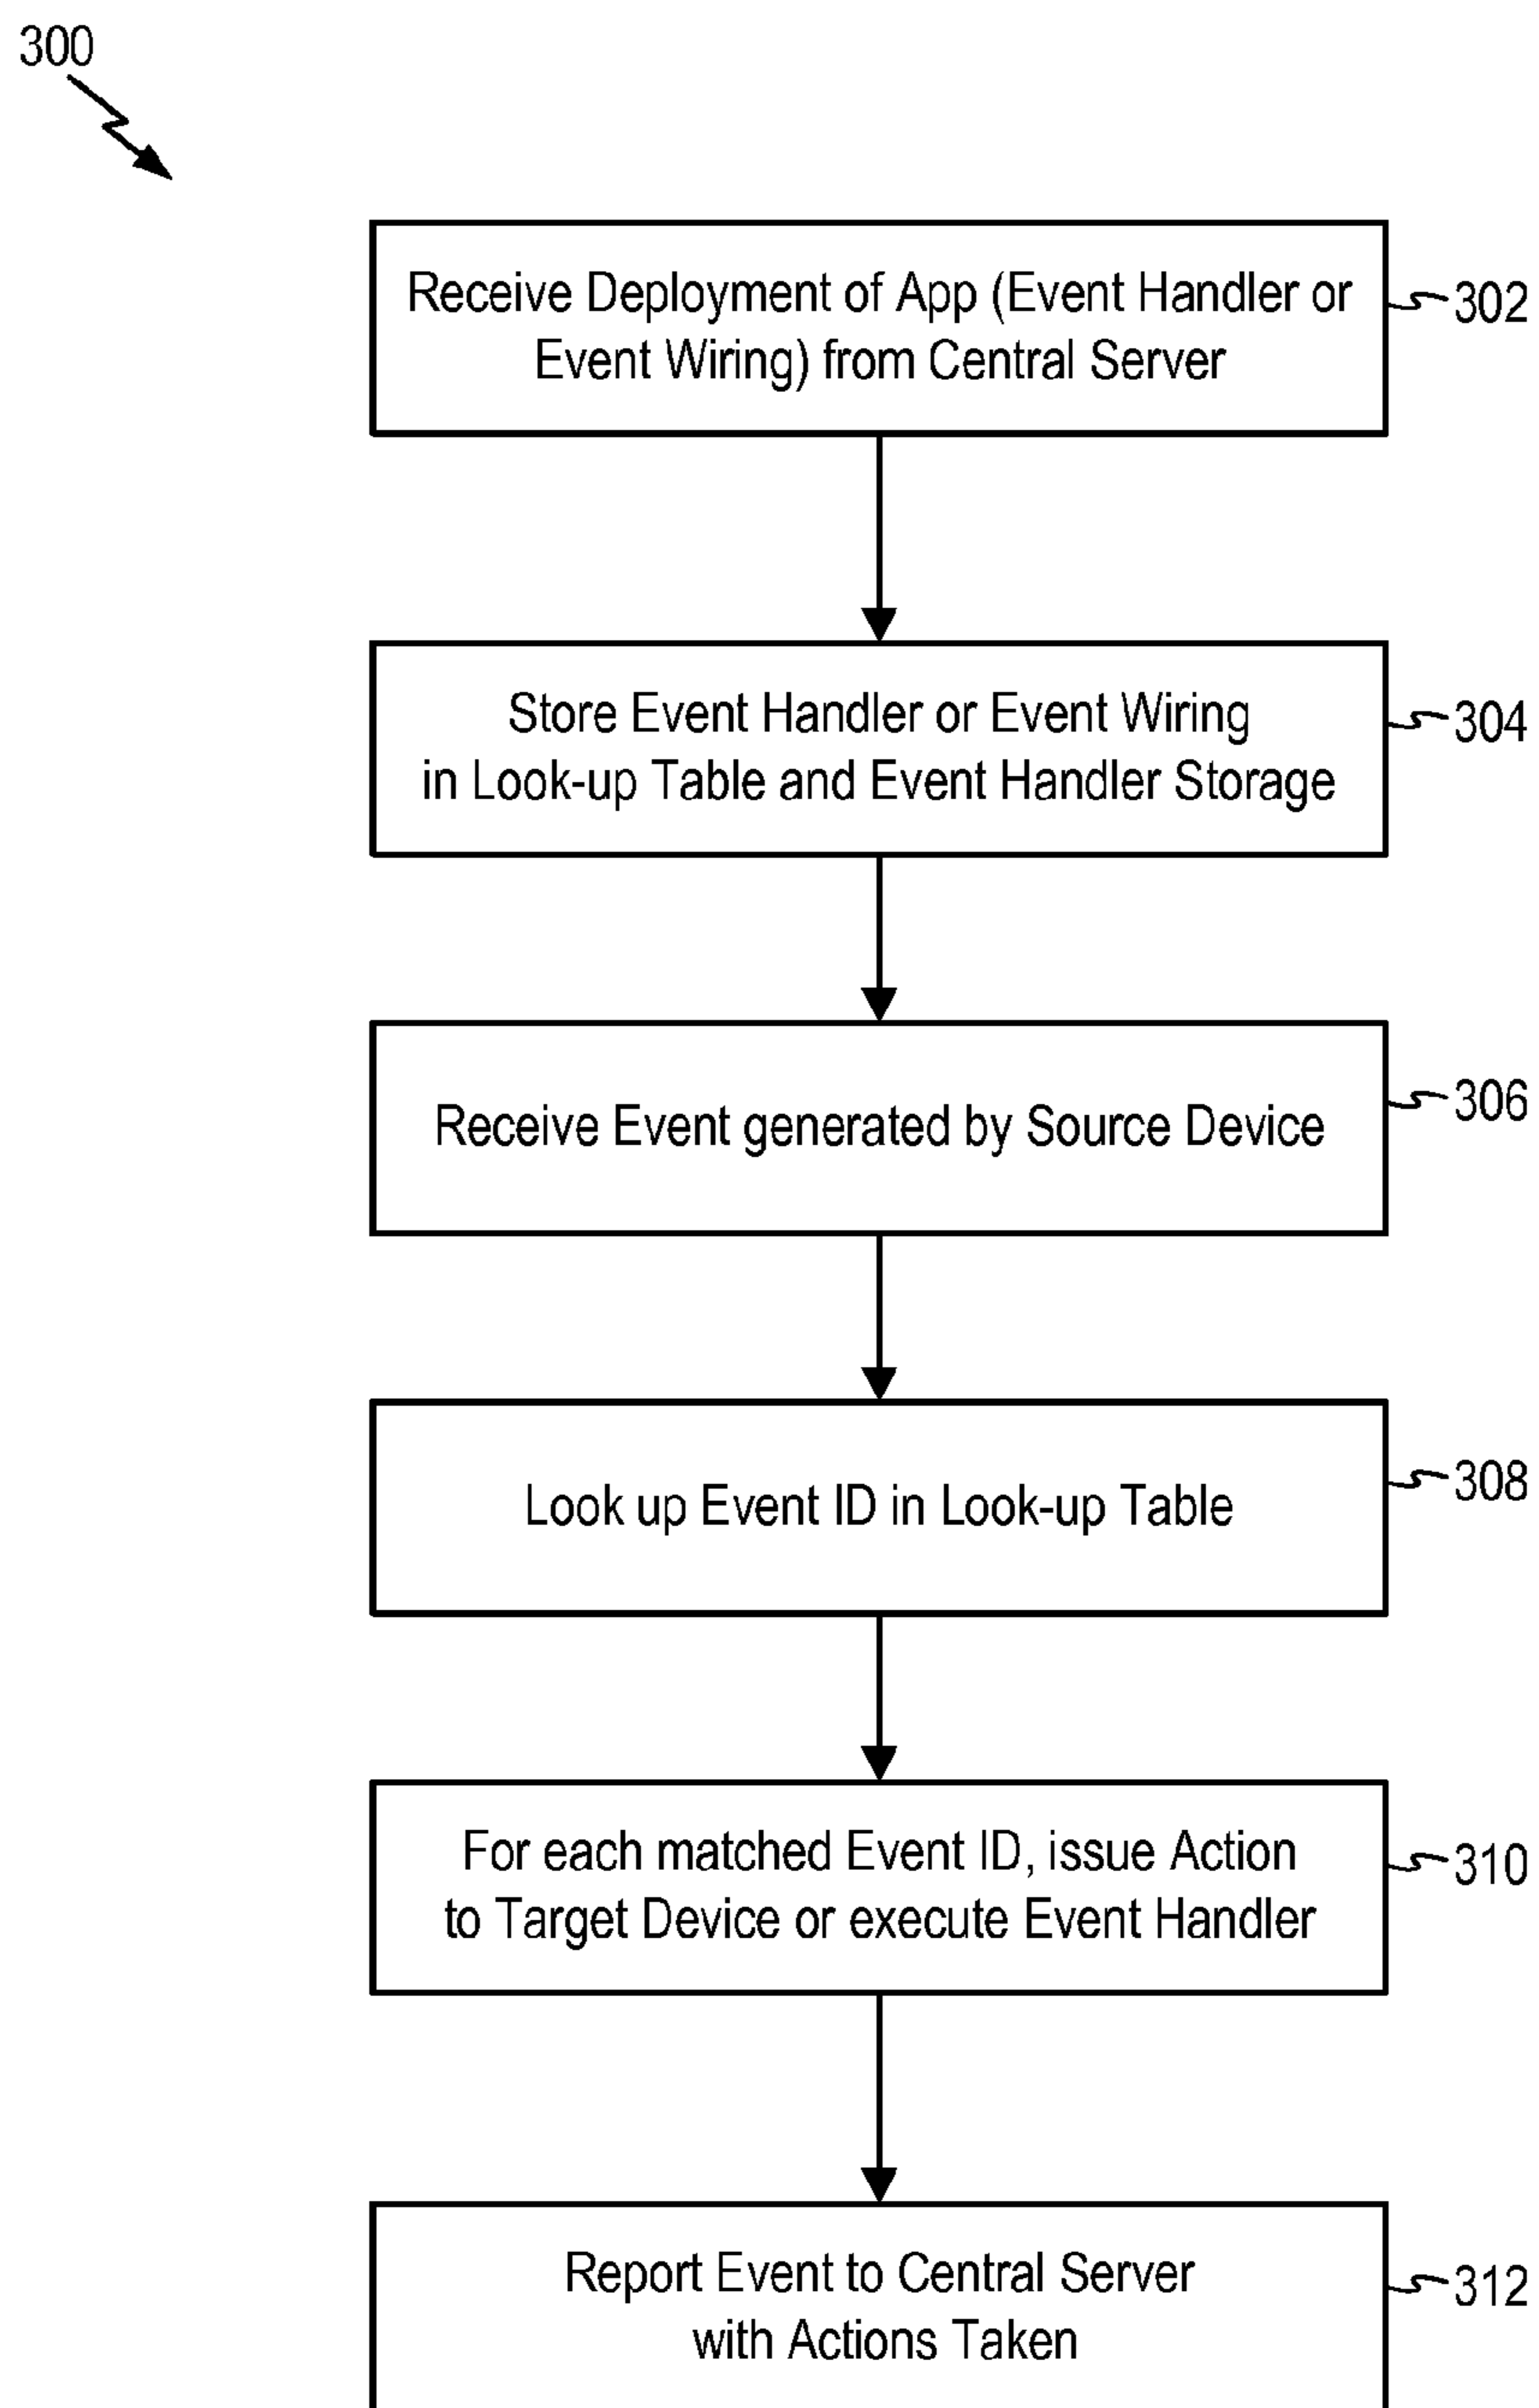 300
Receive Deployment of App (Event Handler or
Event Wiring) from Central Server
302
Store Event Handler or Event Wiring
in Look-up Table and Event Handler Storage
304
Receive Event generated by Source Device
306
Look up Event ID in Look-up Table
308
For each matched Event ID, issue Action
to Target Device or execute Event Handler
310
Report Event to Central Server
with Actions Taken
312